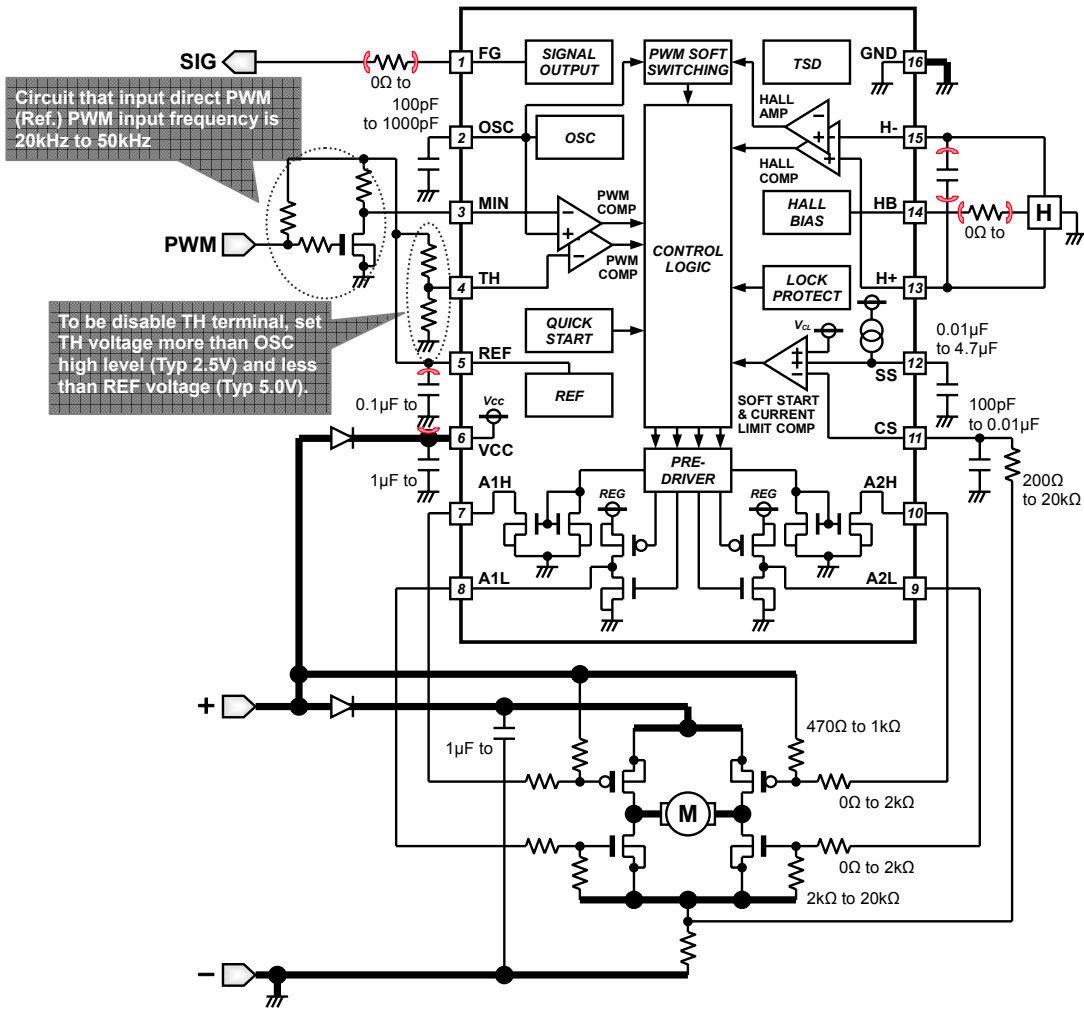 SIG
1
FG
0Ω to
SIGNAL
OUTPUT
PWM SOFT
SWITCHING
TSD
GND
16
Circuit that input direct PWM
(Ref.) PWM input frequency is
20kHz to 50kHz
100pF
to 1000pF
2
OSC
OSC
HALL
AMP
HALL
COMP
H-
15
PWM
3
MIN
PWM
COMP
PWM
COMP
4
TH
CONTROL
LOGIC
HALL
BIAS
HB
14
0Ω to
H
LOCK
PROTECT
H+
13
To be disable TH terminal, set
TH voltage more than OSC
high level (Typ 2.5V) and less
than REF voltage (Typ 5.0V).
QUICK
START
5
REF
REF
0.1µF to
VCL
SS
12
0.01µF
to 4.7µF
SOFT START
& CURRENT
LIMIT COMP
100pF
to 0.01µF
CS
11
200Ω
to 20kΩ
6
Vcc
VCC
1µF to
PRE-
DRIVER
A1H
7
REG
REG
A2H
10
A1L
8
A2L
9
+
1µF to
470Ω to 1kΩ
0Ω to 2kΩ
M
0Ω to 2kΩ
2kΩ to 20kΩ
−